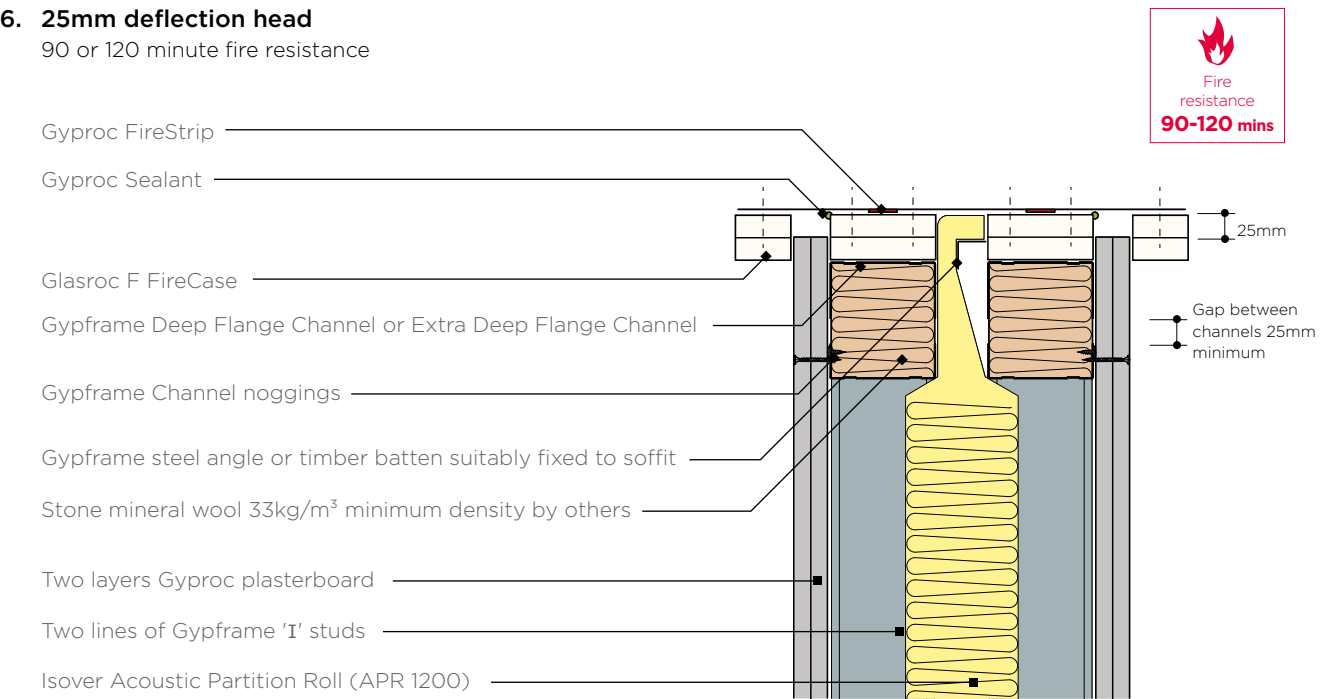 6. 25mm deflection head
90 or 120 minute fire resistance
Fire
resistance
90-120 mins
Gyproc FireStrip
Gyproc Sealant
25mm
Glasroc F FireCase
Gypframe Deep Flange Channel or Extra Deep Flange Channel
Gap between
channels 25mm
minimum
Gypframe Channel noggings
Gypframe steel angle or timber batten suitably fixed to soffit
Stone mineral wool 33kg/m³ minimum density by others
Two layers Gyproc plasterboard
Two lines of Gypframe 'I' studs
Isover Acoustic Partition Roll (APR 1200)